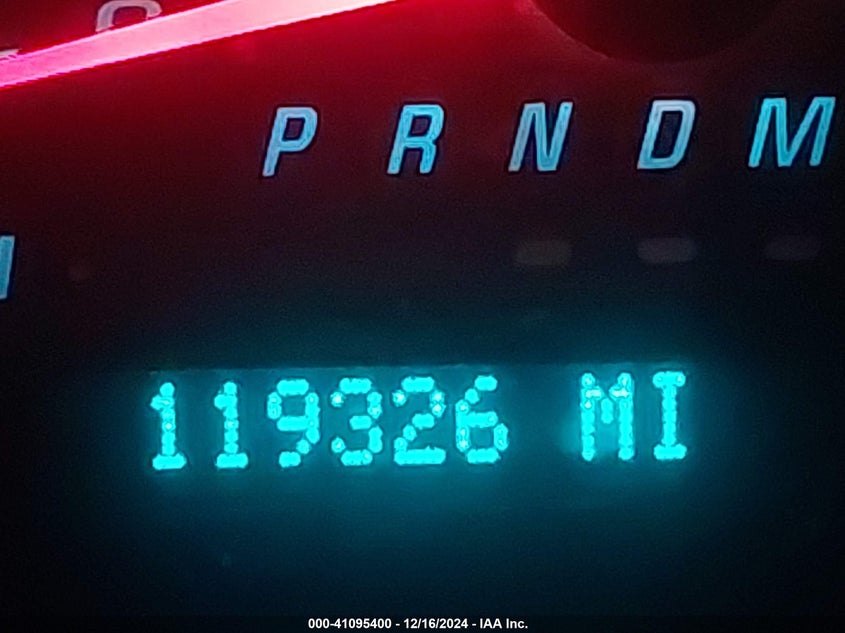 P R N D M
119326 MI
000-41095400 - 12/16/2024 - IAA Inc.